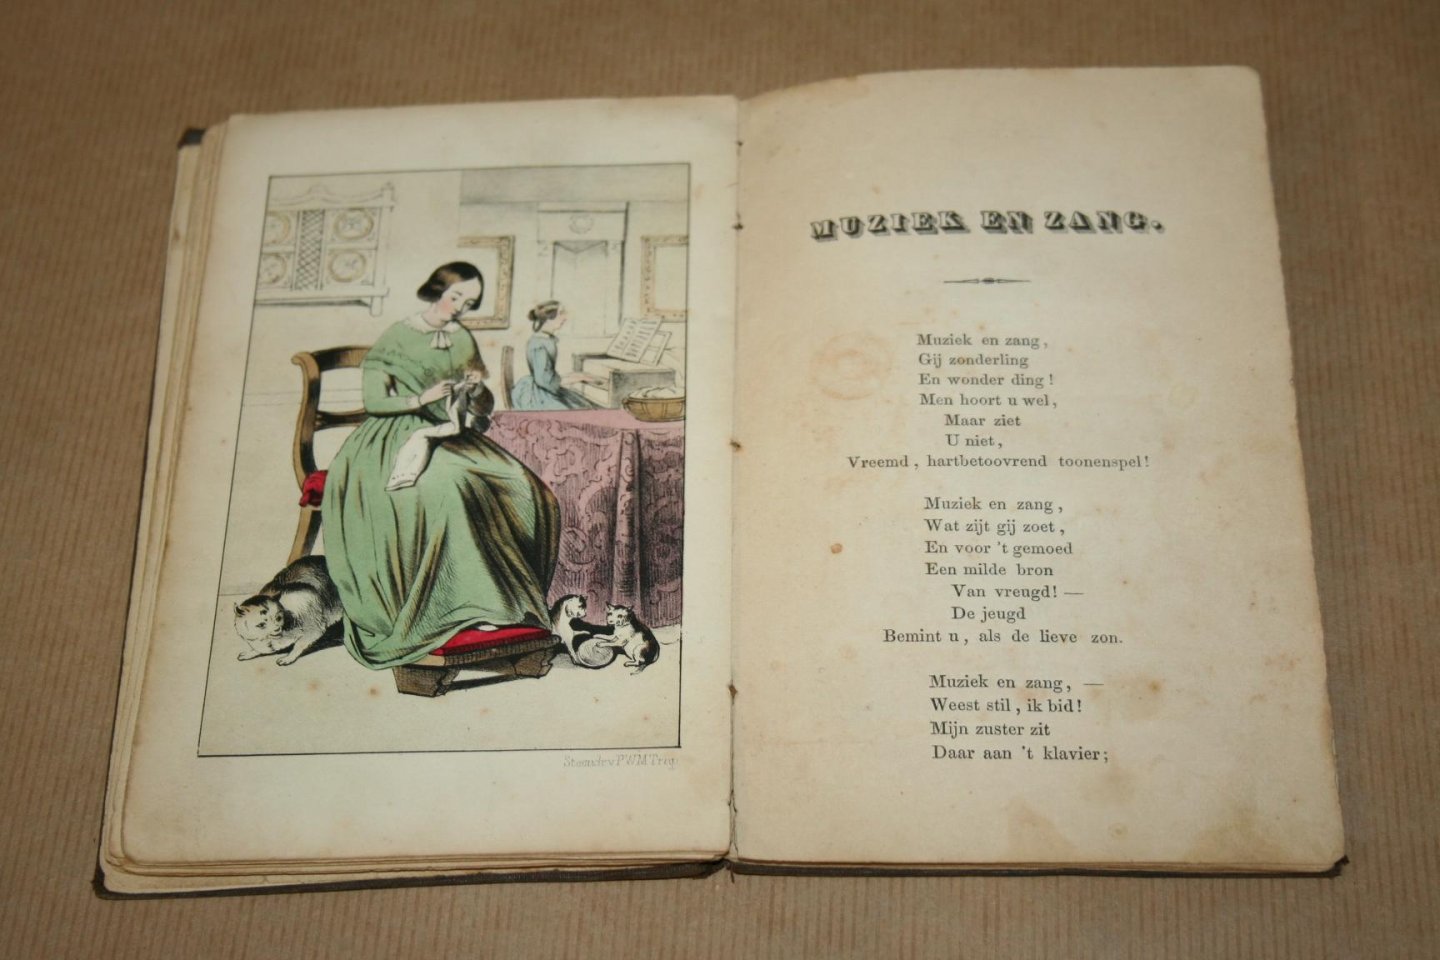 Steendr. v. P.W.M. Trap.
MUZIEK EN ZANG.
Muziek en zang,
Gij zonderling
En wonder ding!
Men hoort u wel,
Maar ziet
U niet,
Vreemd, hartbetoovrend toonenspel!
Muziek en zang,
Wat zijt gij zoet,
En voor 't gemoed
Een milde bron
Van vreugd! —
De jeugd
Bemint u, als de lieve zon.
Muziek en zang, —
Weest stil, ik bid!
Mijn zuster zit
Daar aan 't klavier;